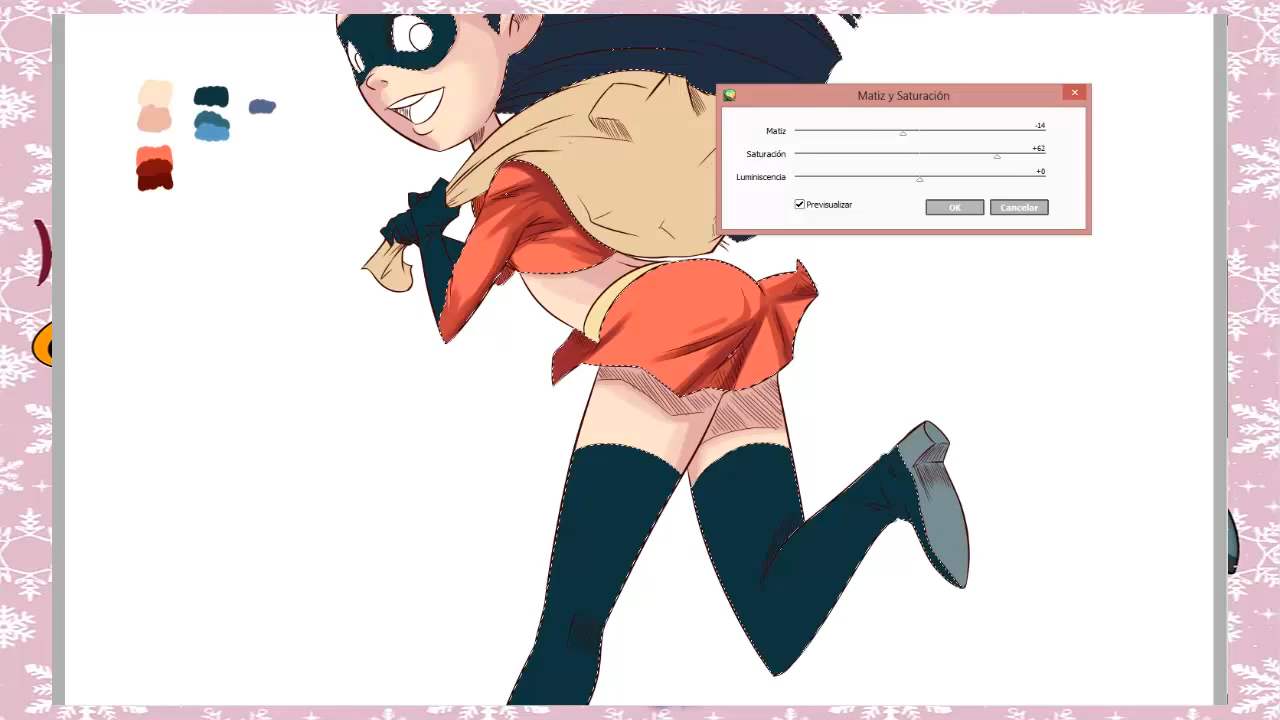 Matiz y Saturación
Matiz -14
Saturación +62
Luminiscencia +0
Previsualizar OK Cancelar